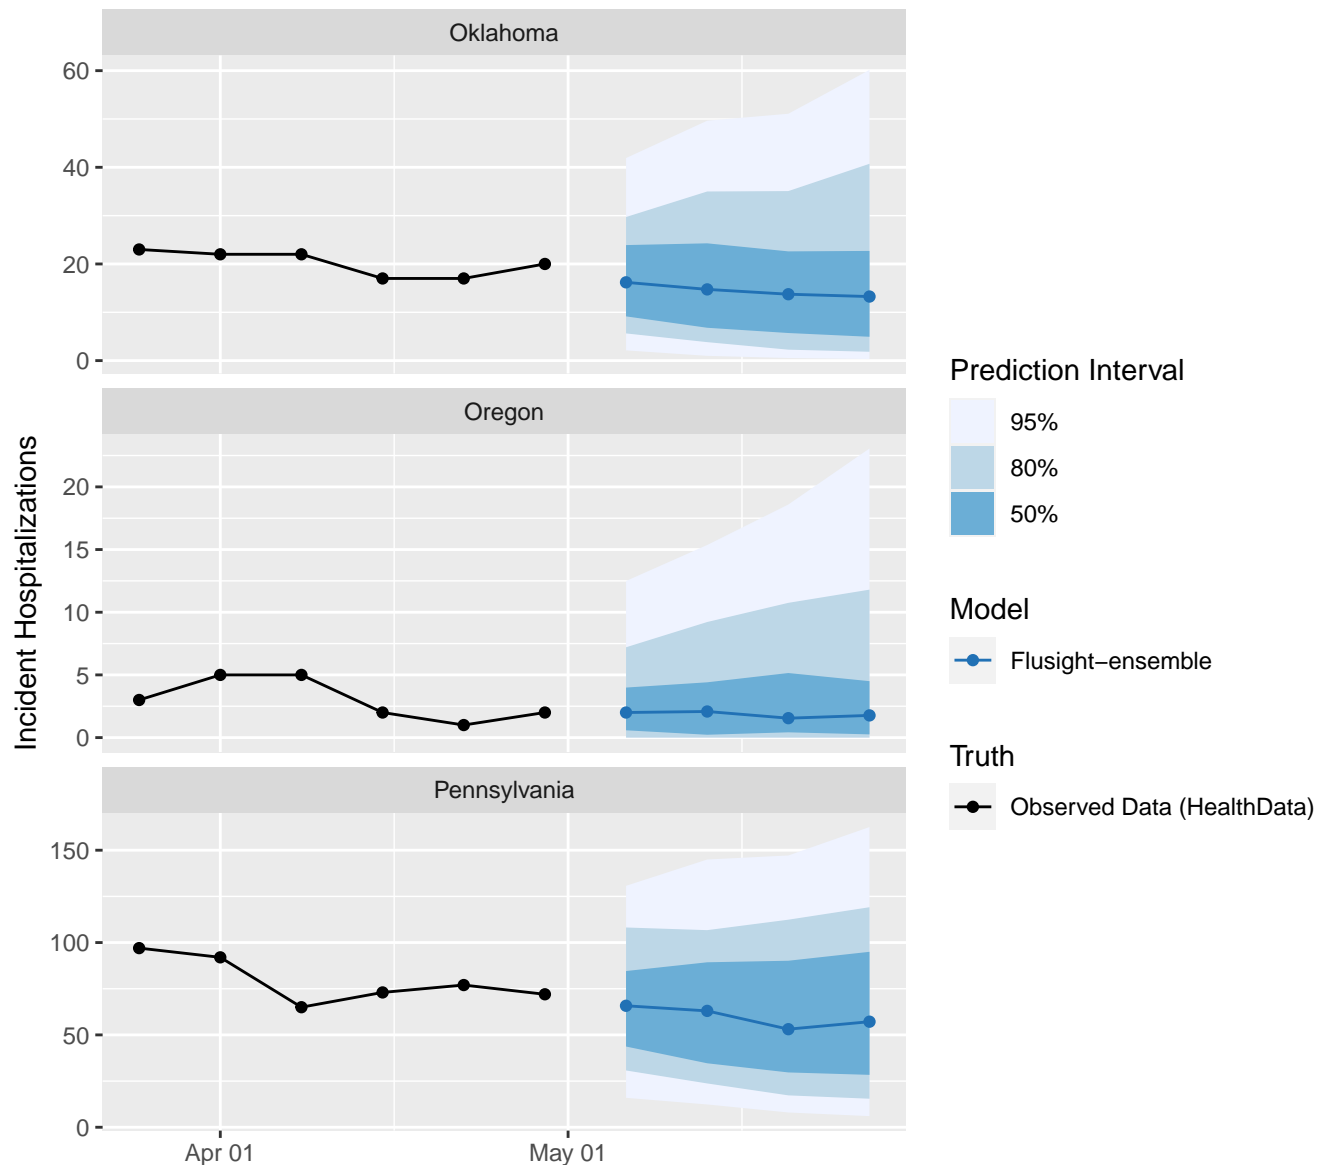 Oklahoma
60
40
20
0
Oregon
20
15
10
5
0
Pennsylvania
150
100
50
0
Apr 01
May 01
Incident Hospitalizations
Prediction Interval
95%
80%
50%
Model
Flusight−ensemble
Truth
Observed Data (HealthData)